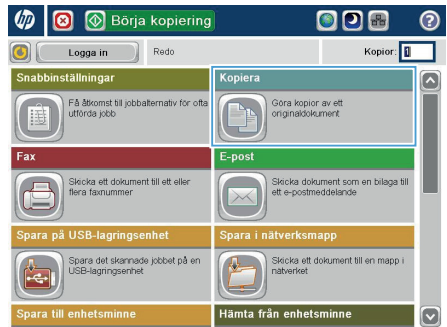 hp Börja kopiering ?
Logga in Redo Kopior: 1
Snabbinställningar
Få åtkomst till jobbalternativ för ofta
utförda jobb
Kopiera
Göra kopior av ett
originaldokument
Fax
Skicka ett dokument till ett eller
flera faxnummer
E-post
Skicka dokument som en bilaga till
ett e-postmeddelande
Spara på USB-lagringsenhet
Spara det skannade jobbet på en
USB-lagringsenhet
Spara i nätverksmapp
Skicka ett dokument till en mapp i
nätverket
Spara till enhetsminne
Hämta från enhetsminne